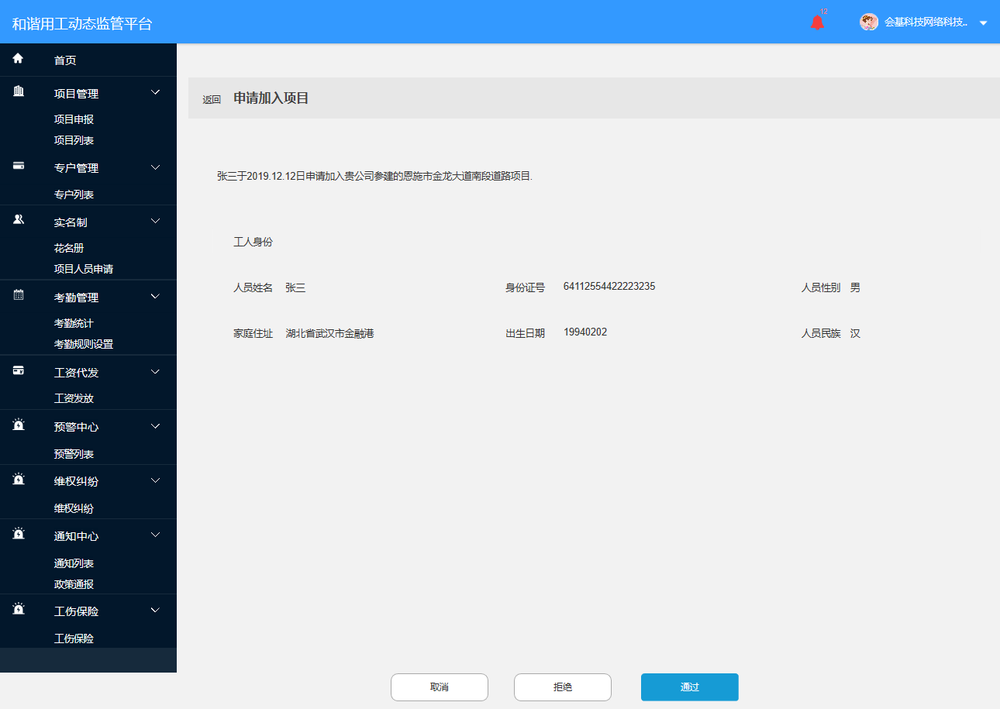 和谐用工动态监管平台
12
会基科技网络科技..
首页
项目管理
项目申报
项目列表
专户管理
专户列表
实名制
花名册
项目人员申请
考勤管理
考勤统计
考勤规则设置
工资代发
工资发放
预警中心
预警列表
维权纠纷
维权纠纷
通知中心
通知列表
政策通报
工伤保险
工伤保险
返回 申请加入项目
张三于2019.12.12日申请加入贵公司参建的恩施市金龙大道南段道路项目.
工人身份
人员姓名 张三 身份证号 64112554422223235 人员性别 男
家庭住址 湖北省武汉市金融港 出生日期 19940202 人员民族 汉
取消 拒绝 通过